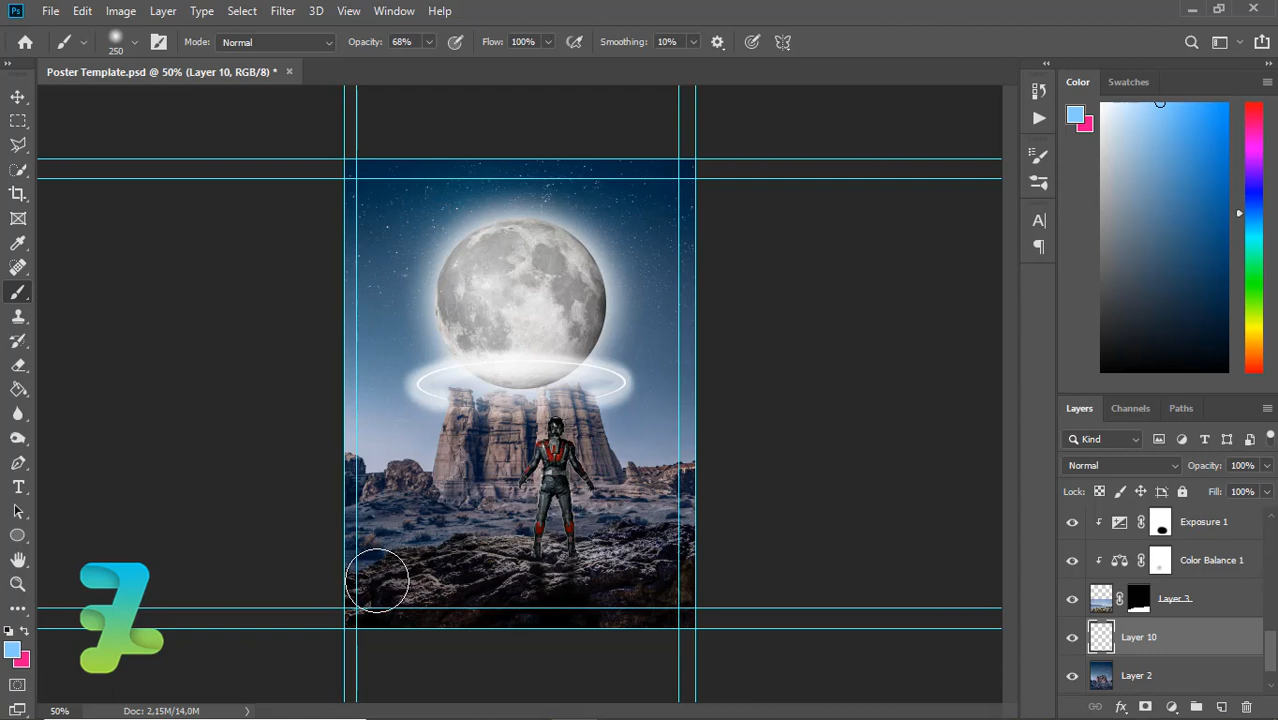 Ps File Edit Image Layer Type Select Filter 3D View Window Help
250 Mode: Normal Opacity: 68% Flow: 100% Smoothing: 10%
Poster Template.psd @ 50% (Layer 10, RGB/8) *
Color Swatches
Layers Channels Paths
Kind
Normal Opacity: 100%
Lock: Fill: 100%
Exposure 1
Color Balance 1
Layer 3
Layer 10
Layer 2
50% Doc: 2,15M/14,0M